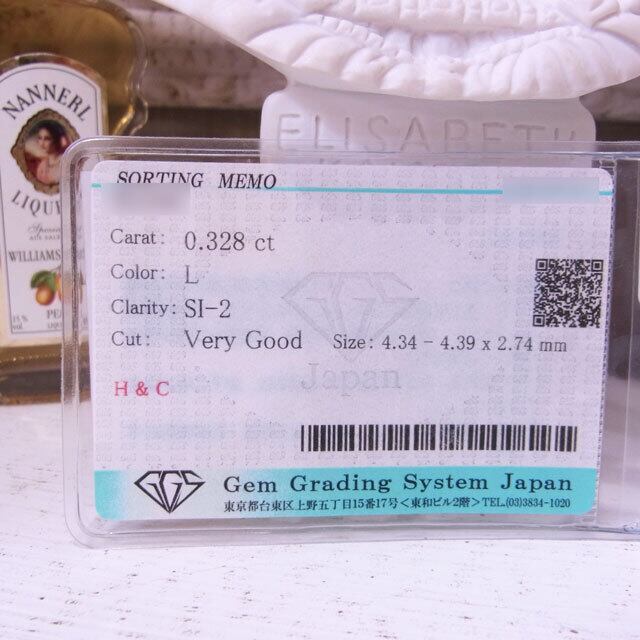 NANNERL
LIQU
WILLIAMS
PE
ELISABETH
SORTING MEMO
Carat: 0.328 ct
Color: L
Clarity: SI-2
Cut: Very Good Size: 4.34 - 4.39 x 2.74 mm
GGS
Japan
H & C
GGS Gem Grading System Japan
東京都台東区上野五丁目15番17号<東和ビル2階>TEL.(03)3834-1020